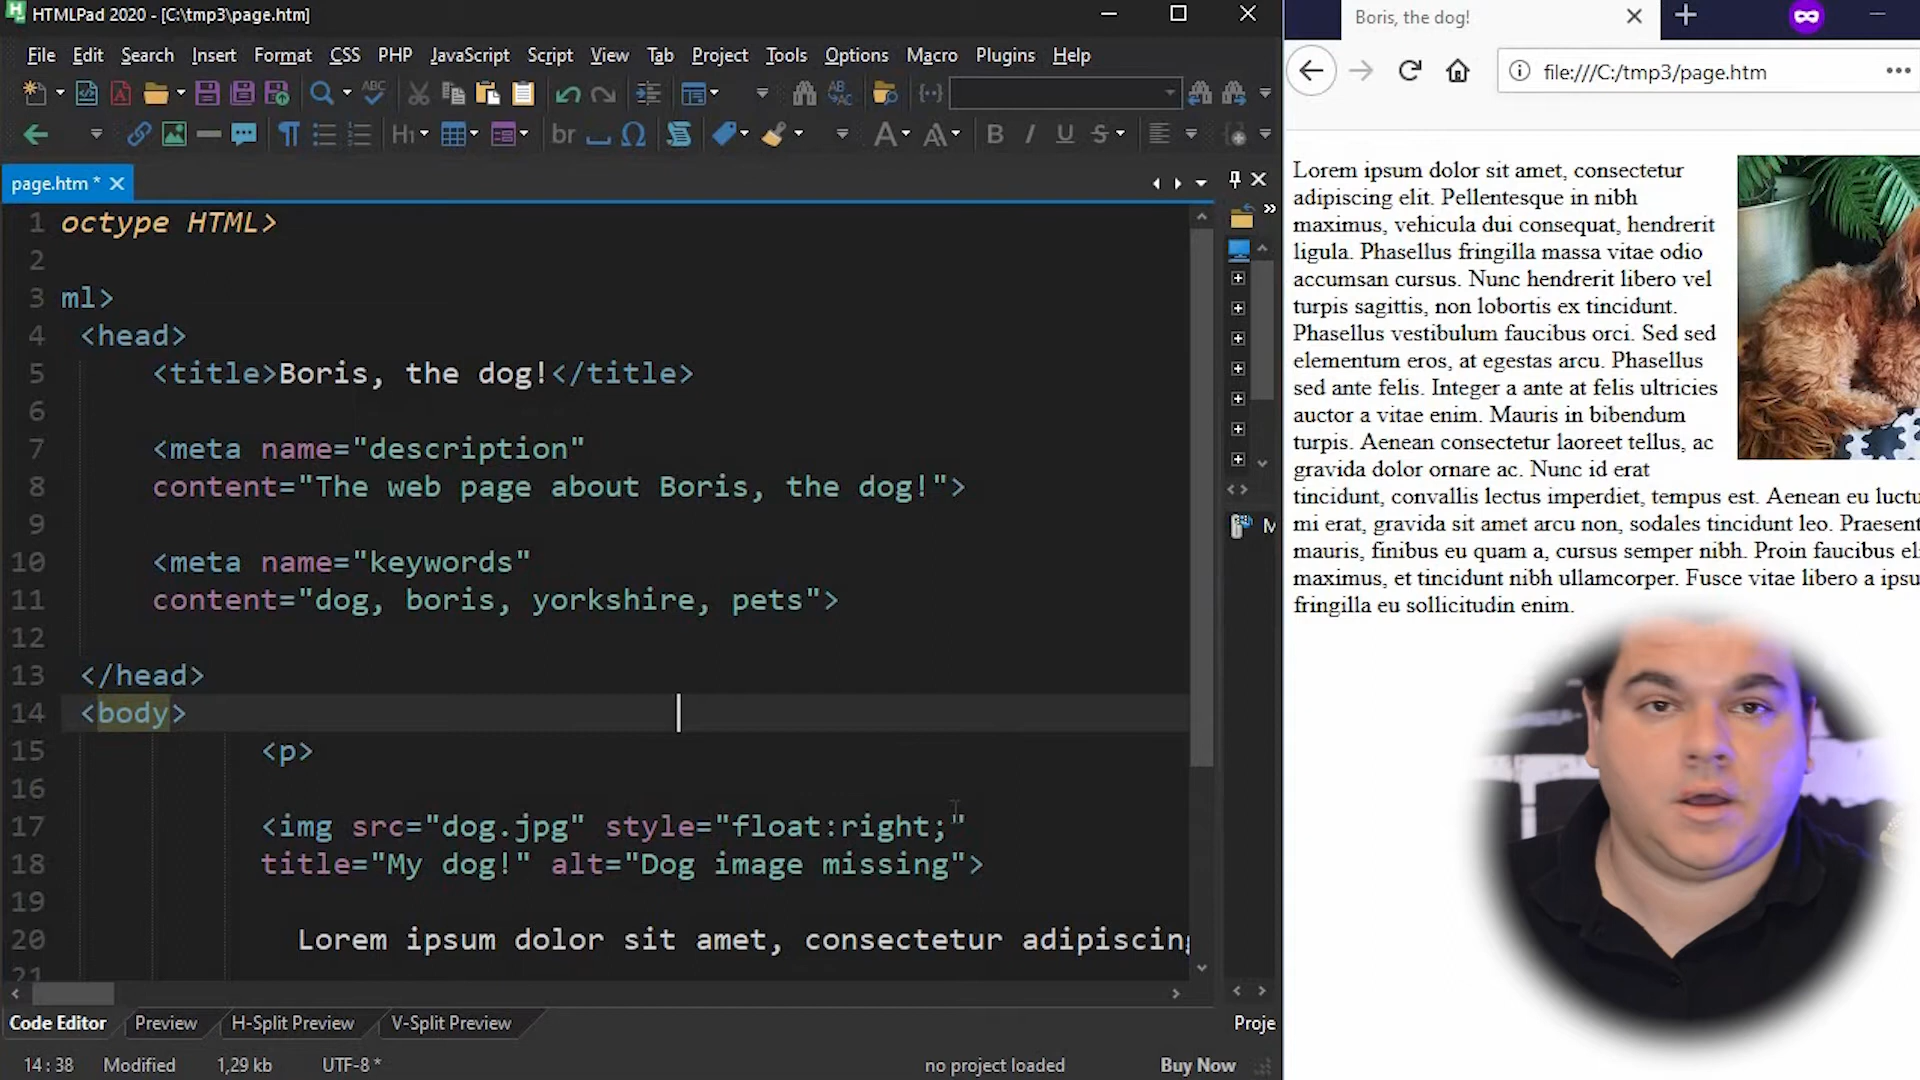 HTMLPad 2020 - [C:\tmp3\page.htm]
File Edit Search Insert Format CSS PHP JavaScript Script View Tab Project Tools Options Macro Plugins Help
ABC
H1 br Ω A A B I U S
page.htm *
1 octype HTML>
2
3 ml>
4 <head>
5 <title>Boris, the dog!</title>
6
7 <meta name="description"
8 content="The web page about Boris, the dog!">
9
10 <meta name="keywords"
11 content="dog, boris, yorkshire, pets">
12
13 </head>
14 <body>
15 <p>
16
17 <img src="dog.jpg" style="float:right;"
18 title="My dog!" alt="Dog image missing">
19
20 Lorem ipsum dolor sit amet, consectetur adipiscing
21
M
Code Editor Preview H-Split Preview V-Split Preview
Proje
14 : 38 Modified 1,29 kb UTF-8 * no project loaded Buy Now
Boris, the dog!
file:///C:/tmp3/page.htm
Lorem ipsum dolor sit amet, consectetur
adipiscing elit. Pellentesque in nibh
maximus, vehicula dui consequat, hendrerit
ligula. Phasellus fringilla massa vitae odio
accumsan cursus. Nunc hendrerit libero vel
turpis sagittis, non lobortis ex tincidunt.
Phasellus vestibulum faucibus orci. Sed sed
elementum eros, at egestas arcu. Phasellus
sed ante felis. Integer a ante at felis ultricies
auctor a vitae enim. Mauris in bibendum
turpis. Aenean consectetur laoreet tellus, ac
gravida dolor ornare ac. Nunc id erat
tincidunt, convallis lectus imperdiet, tempus est. Aenean eu luctu
mi erat, gravida sit amet arcu non, sodales tincidunt leo. Praesent
mauris, finibus eu quam a, cursus semper nibh. Proin faucibus eli
maximus, et tincidunt nibh ullamcorper. Fusce vitae libero a ipsu
fringilla eu sollicitudin enim.